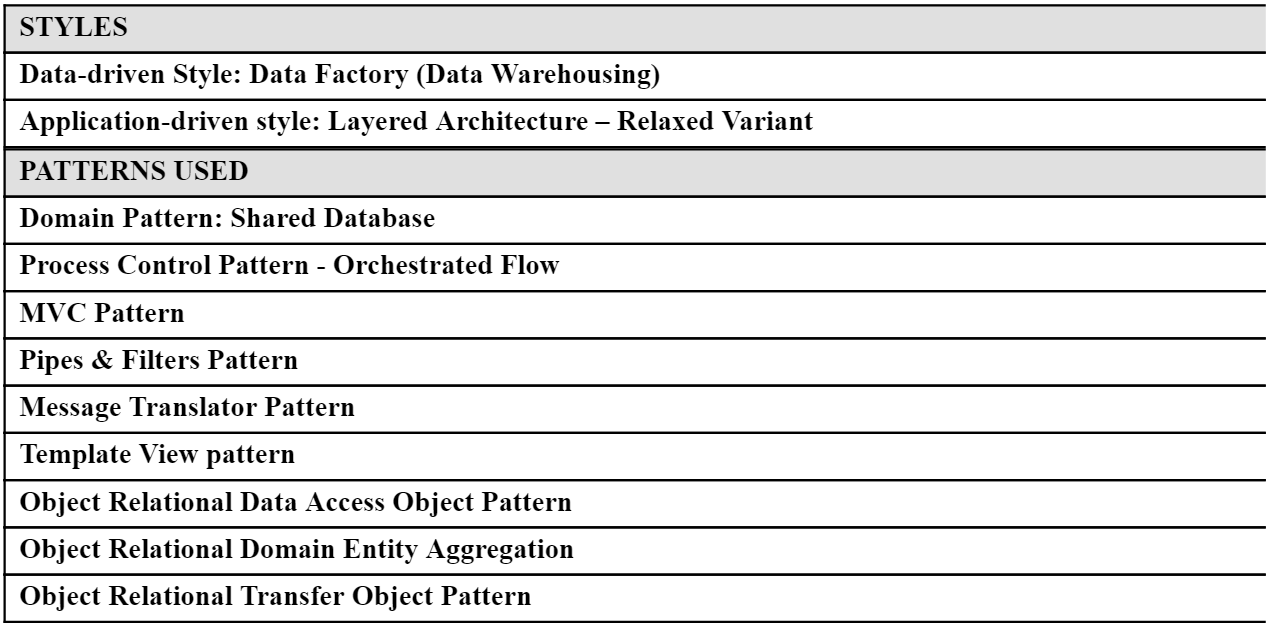 STYLES
Data-driven Style: Data Factory (Data Warehousing)
Application-driven style: Layered Architecture – Relaxed Variant
PATTERNS USED
Domain Pattern: Shared Database
Process Control Pattern - Orchestrated Flow
MVC Pattern
Pipes & Filters Pattern
Message Translator Pattern
Template View pattern
Object Relational Data Access Object Pattern
Object Relational Domain Entity Aggregation
Object Relational Transfer Object Pattern